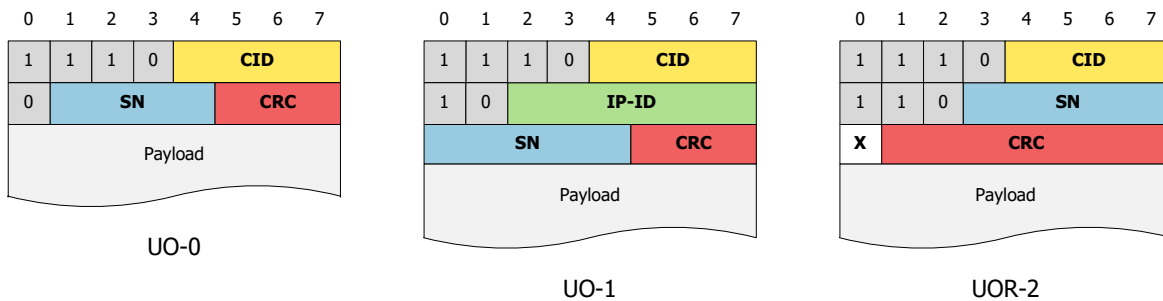 0 1 2 3 4 5 6 7
1 1 1 0 CID
0 SN CRC
Payload
UO-0
0 1 2 3 4 5 6 7
1 1 1 0 CID
1 0 IP-ID
SN CRC
Payload
UO-1
0 1 2 3 4 5 6 7
1 1 1 0 CID
1 1 0 SN
X CRC
Payload
UOR-2